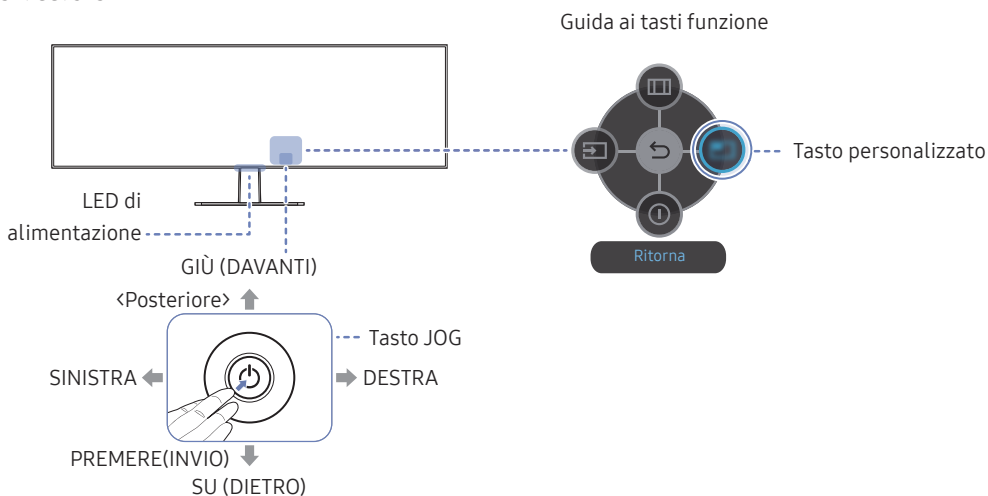 Guida ai tasti funzione
Tasto personalizzato
LED di
alimentazione
Ritorna
GIÙ (DAVANTI)
<Posteriore>
Tasto JOG
SINISTRA
DESTRA
PREMERE(INVIO)
SU (DIETRO)